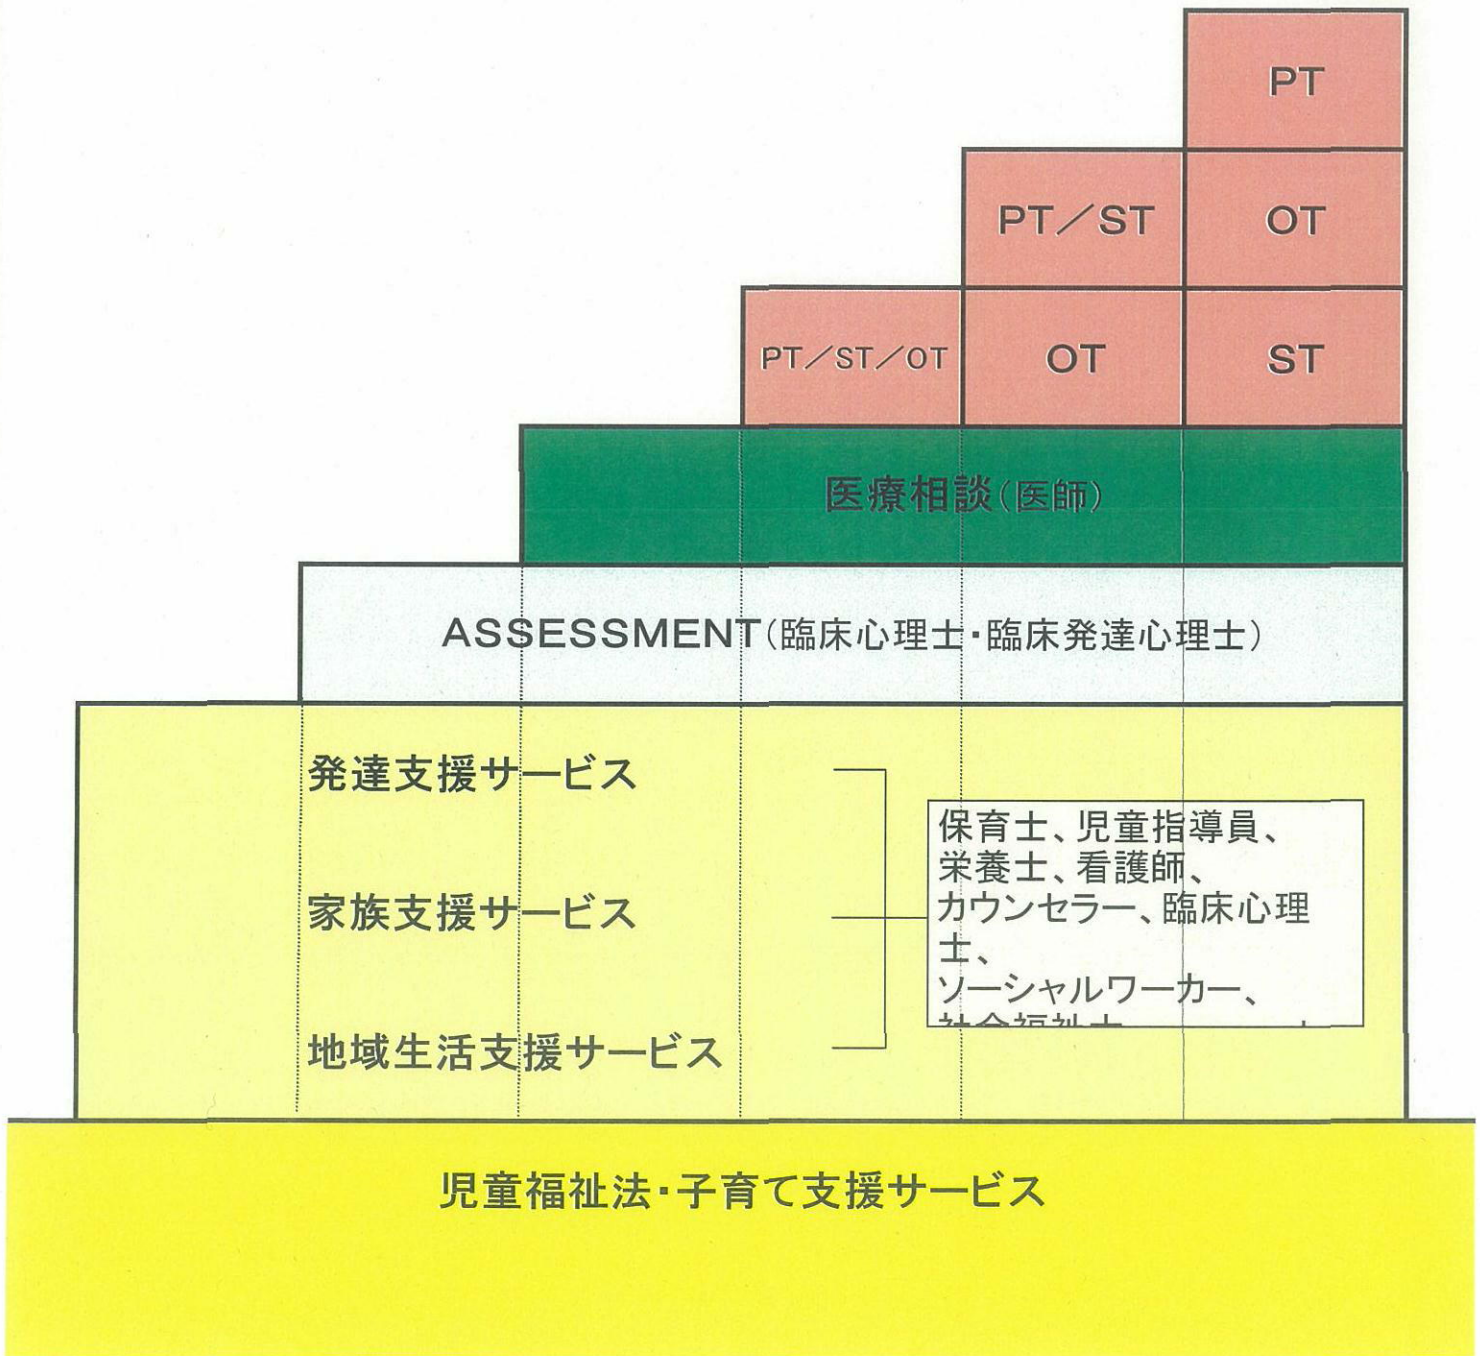 PT
PT／ST
OT
PT／ST／OT
OT
ST
医療相談（医師）
ASSESSMENT（臨床心理士・臨床発達心理士）
発達支援サービス
家族支援サービス
地域生活支援サービス
保育士、児童指導員、
栄養士、看護師、
カウンセラー、臨床心理
士、
ソーシャルワーカー、
児童福祉法・子育て支援サービス